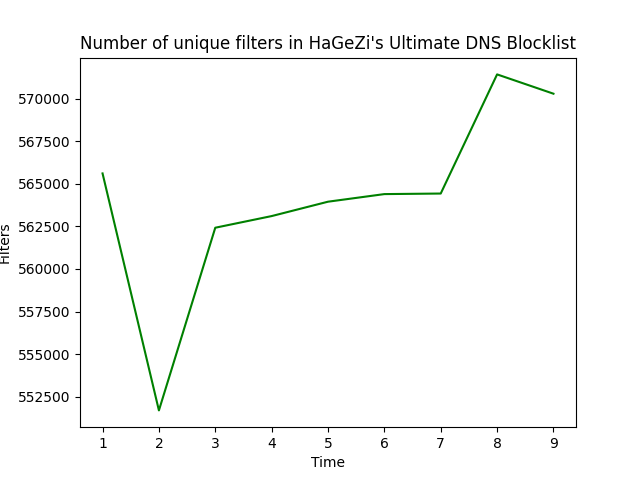 Number of unique filters in HaGeZi's Ultimate DNS Blocklist
570000
567500
565000
562500
560000
557500
555000
552500
Filters
1 2 3 4 5 6 7 8 9
Time